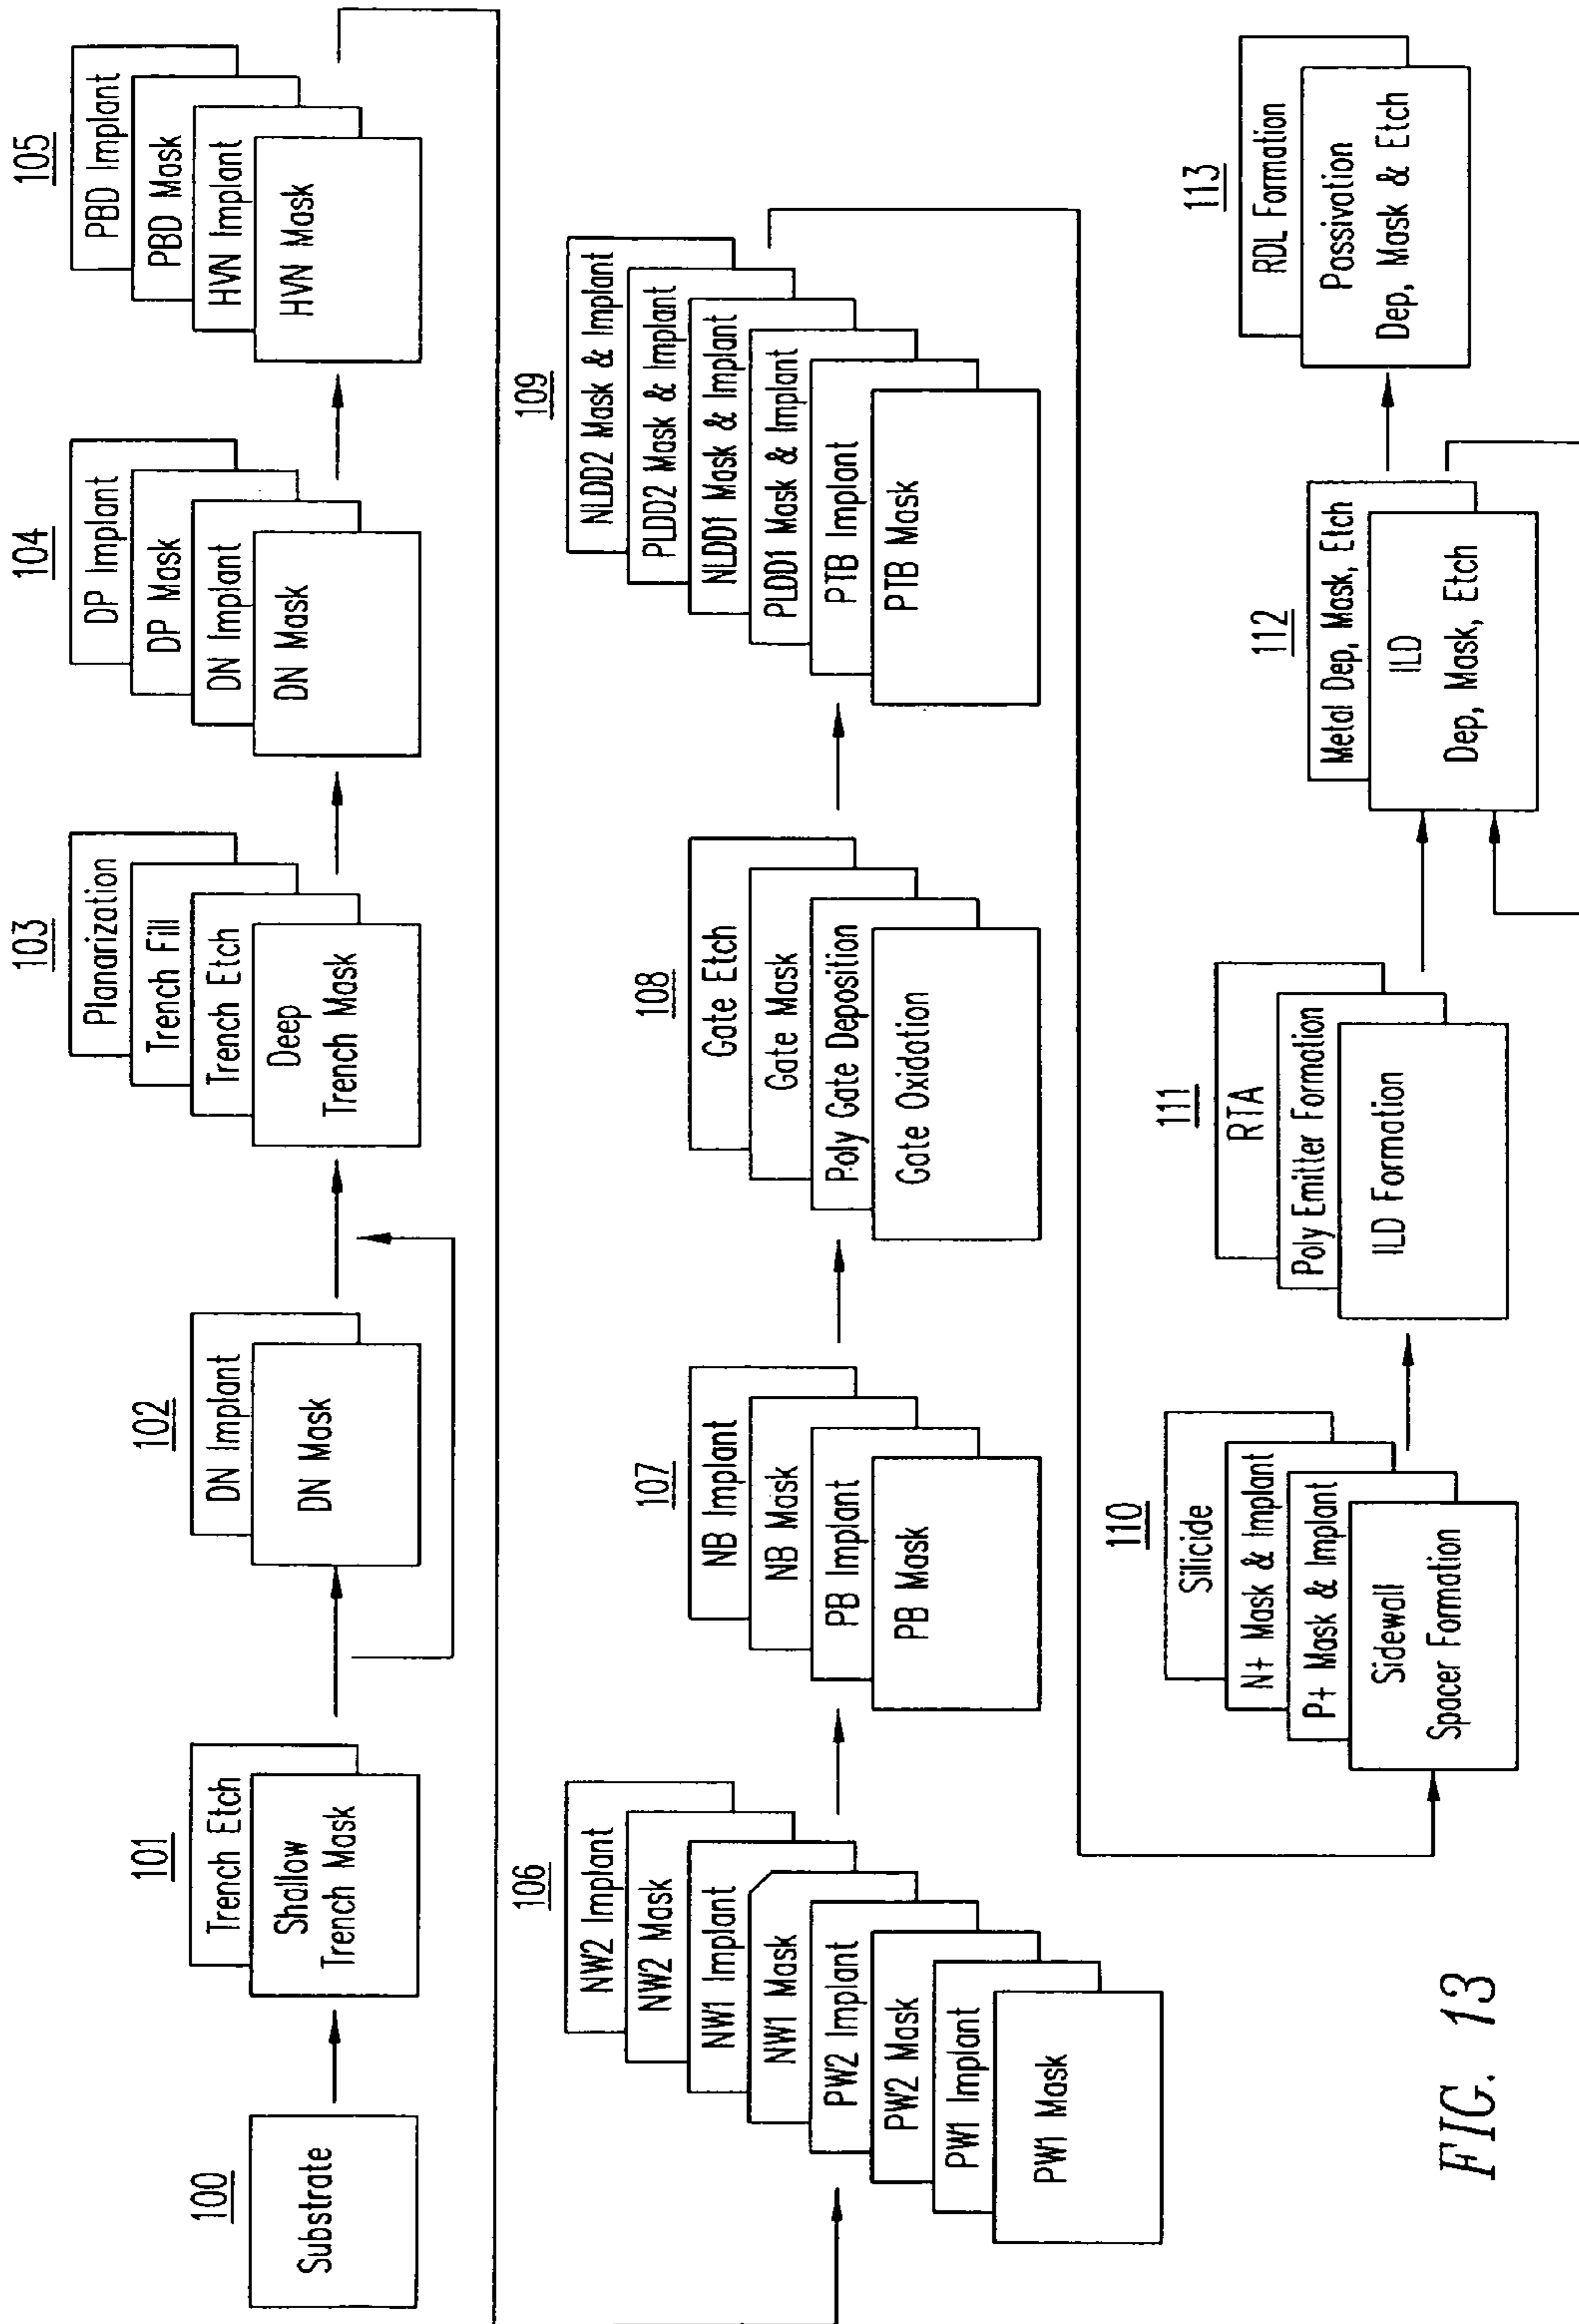 100
Substrate
101
Trench Etch
Shallow
Trench Mask
102
DN Implant
DN Mask
103
Planarization
Trench Fill
Trench Etch
Deep
Trench Mask
104
DP Implant
DP Mask
DN Implant
DN Mask
105
PBD Implant
PBD Mask
HVN Implant
HVN Mask
106
NW2 Implant
NW2 Mask
NW1 Implant
NW1 Mask
PW2 Implant
PW2 Mask
PW1 Implant
PW1 Mask
107
NB Implant
NB Mask
PB Implant
PB Mask
108
Gate Etch
Gate Mask
Poly Gate Deposition
Gate Oxidation
109
NLDD2 Mask & Implant
PLDD2 Mask & Implant
NLDD1 Mask & Implant
PLDD1 Mask & Implant
PTB Implant
PTB Mask
110
Silicide
N+ Mask & Implant
P+ Mask & Implant
Sidewall
Spacer Formation
111
RTA
Poly Emitter Formation
ILD Formation
112
Metal Dep, Mask, Etch
ILD
Dep, Mask, Etch
113
RDL Formation
Passivation
Dep, Mask & Etch
FIG. 13